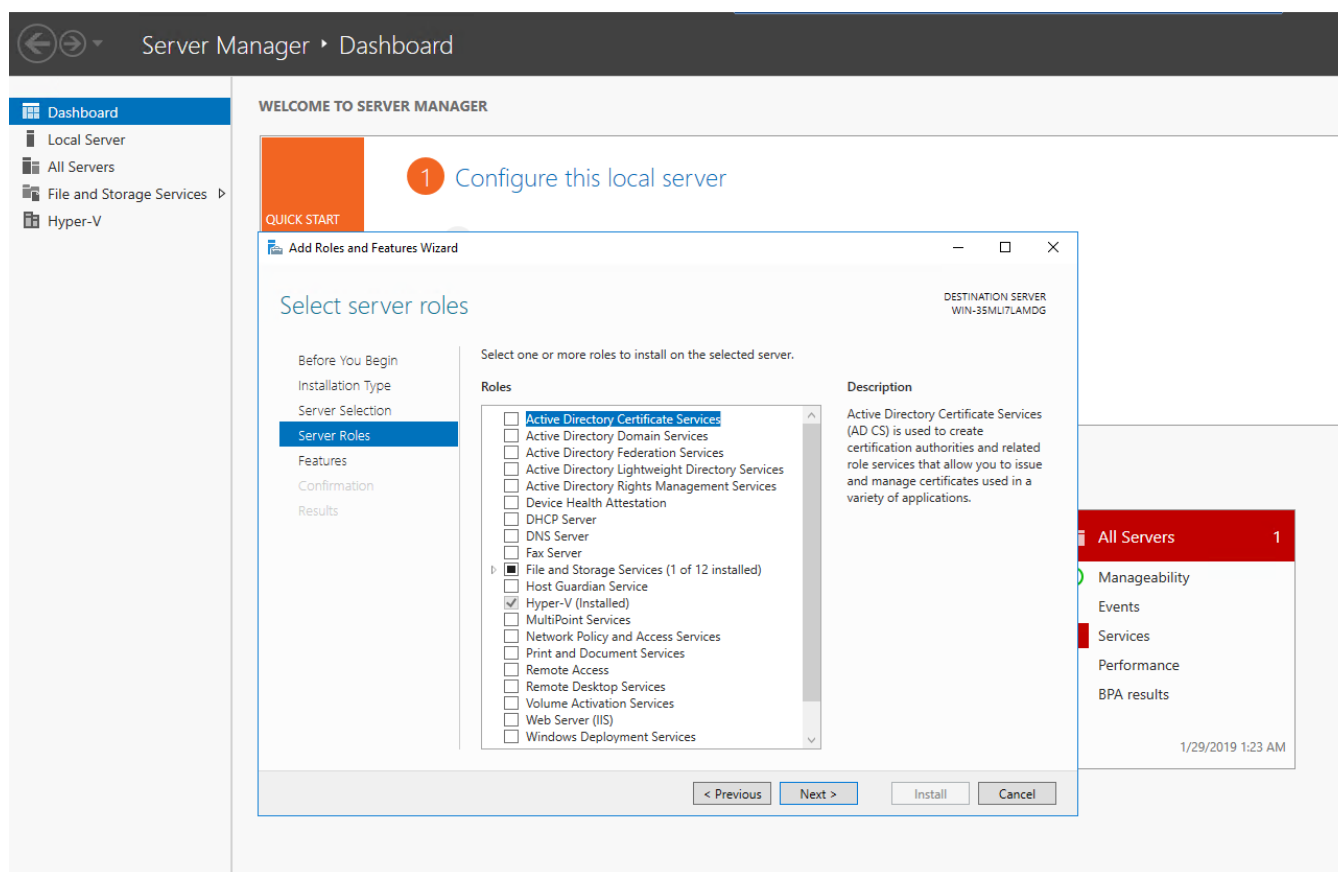 Server Manager ‣ Dashboard
Dashboard
Local Server
All Servers
File and Storage Services
Hyper-V
WELCOME TO SERVER MANAGER
QUICK START
1 Configure this local server
Add Roles and Features Wizard
Select server roles
DESTINATION SERVER
WIN-35MLI7LAMDG
Before You Begin
Installation Type
Server Selection
Server Roles
Features
Confirmation
Results
Select one or more roles to install on the selected server.
Roles
Active Directory Certificate Services
Active Directory Domain Services
Active Directory Federation Services
Active Directory Lightweight Directory Services
Active Directory Rights Management Services
Device Health Attestation
DHCP Server
DNS Server
Fax Server
File and Storage Services (1 of 12 installed)
Host Guardian Service
Hyper-V (Installed)
MultiPoint Services
Network Policy and Access Services
Print and Document Services
Remote Access
Remote Desktop Services
Volume Activation Services
Web Server (IIS)
Windows Deployment Services
Description
Active Directory Certificate Services
(AD CS) is used to create
certification authorities and related
role services that allow you to issue
and manage certificates used in a
variety of applications.
< Previous
Next >
Install
Cancel
All Servers 1
Manageability
Events
Services
Performance
BPA results
1/29/2019 1:23 AM